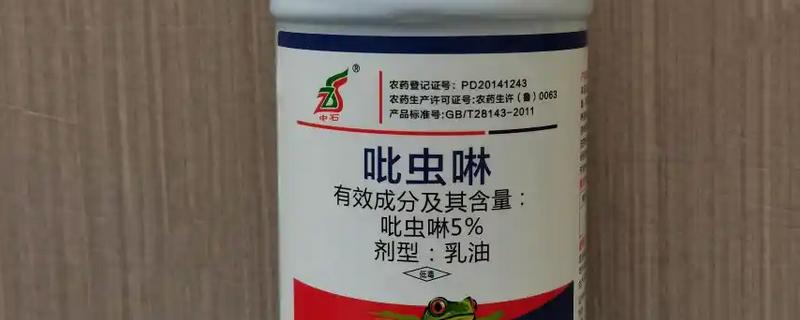 ®
中石
农药登记证号：PD20141243
农药生产许可证号:农药生许（鲁）0063
产品标准号:GB/T28143-2011
吡虫啉
有效成分及其含量：
吡虫啉5%
剂型：乳油
低毒